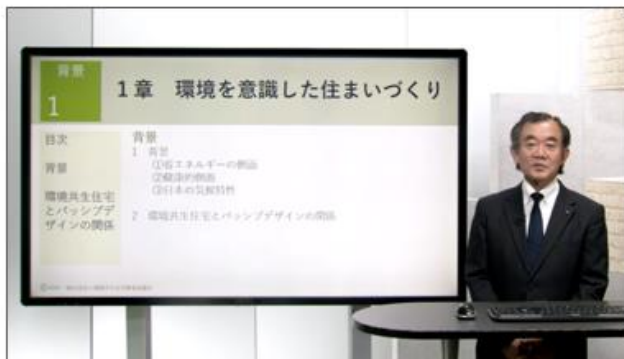 背景
1
1章 環境を意識した住まいづくり
目次
背景
環境共生住宅
とパッシブデ
ザインの関係
背景
1 背景
①省エネルギーの側面
②健康的側面
③日本の気候特性
2 環境共生住宅とパッシブデザインの関係